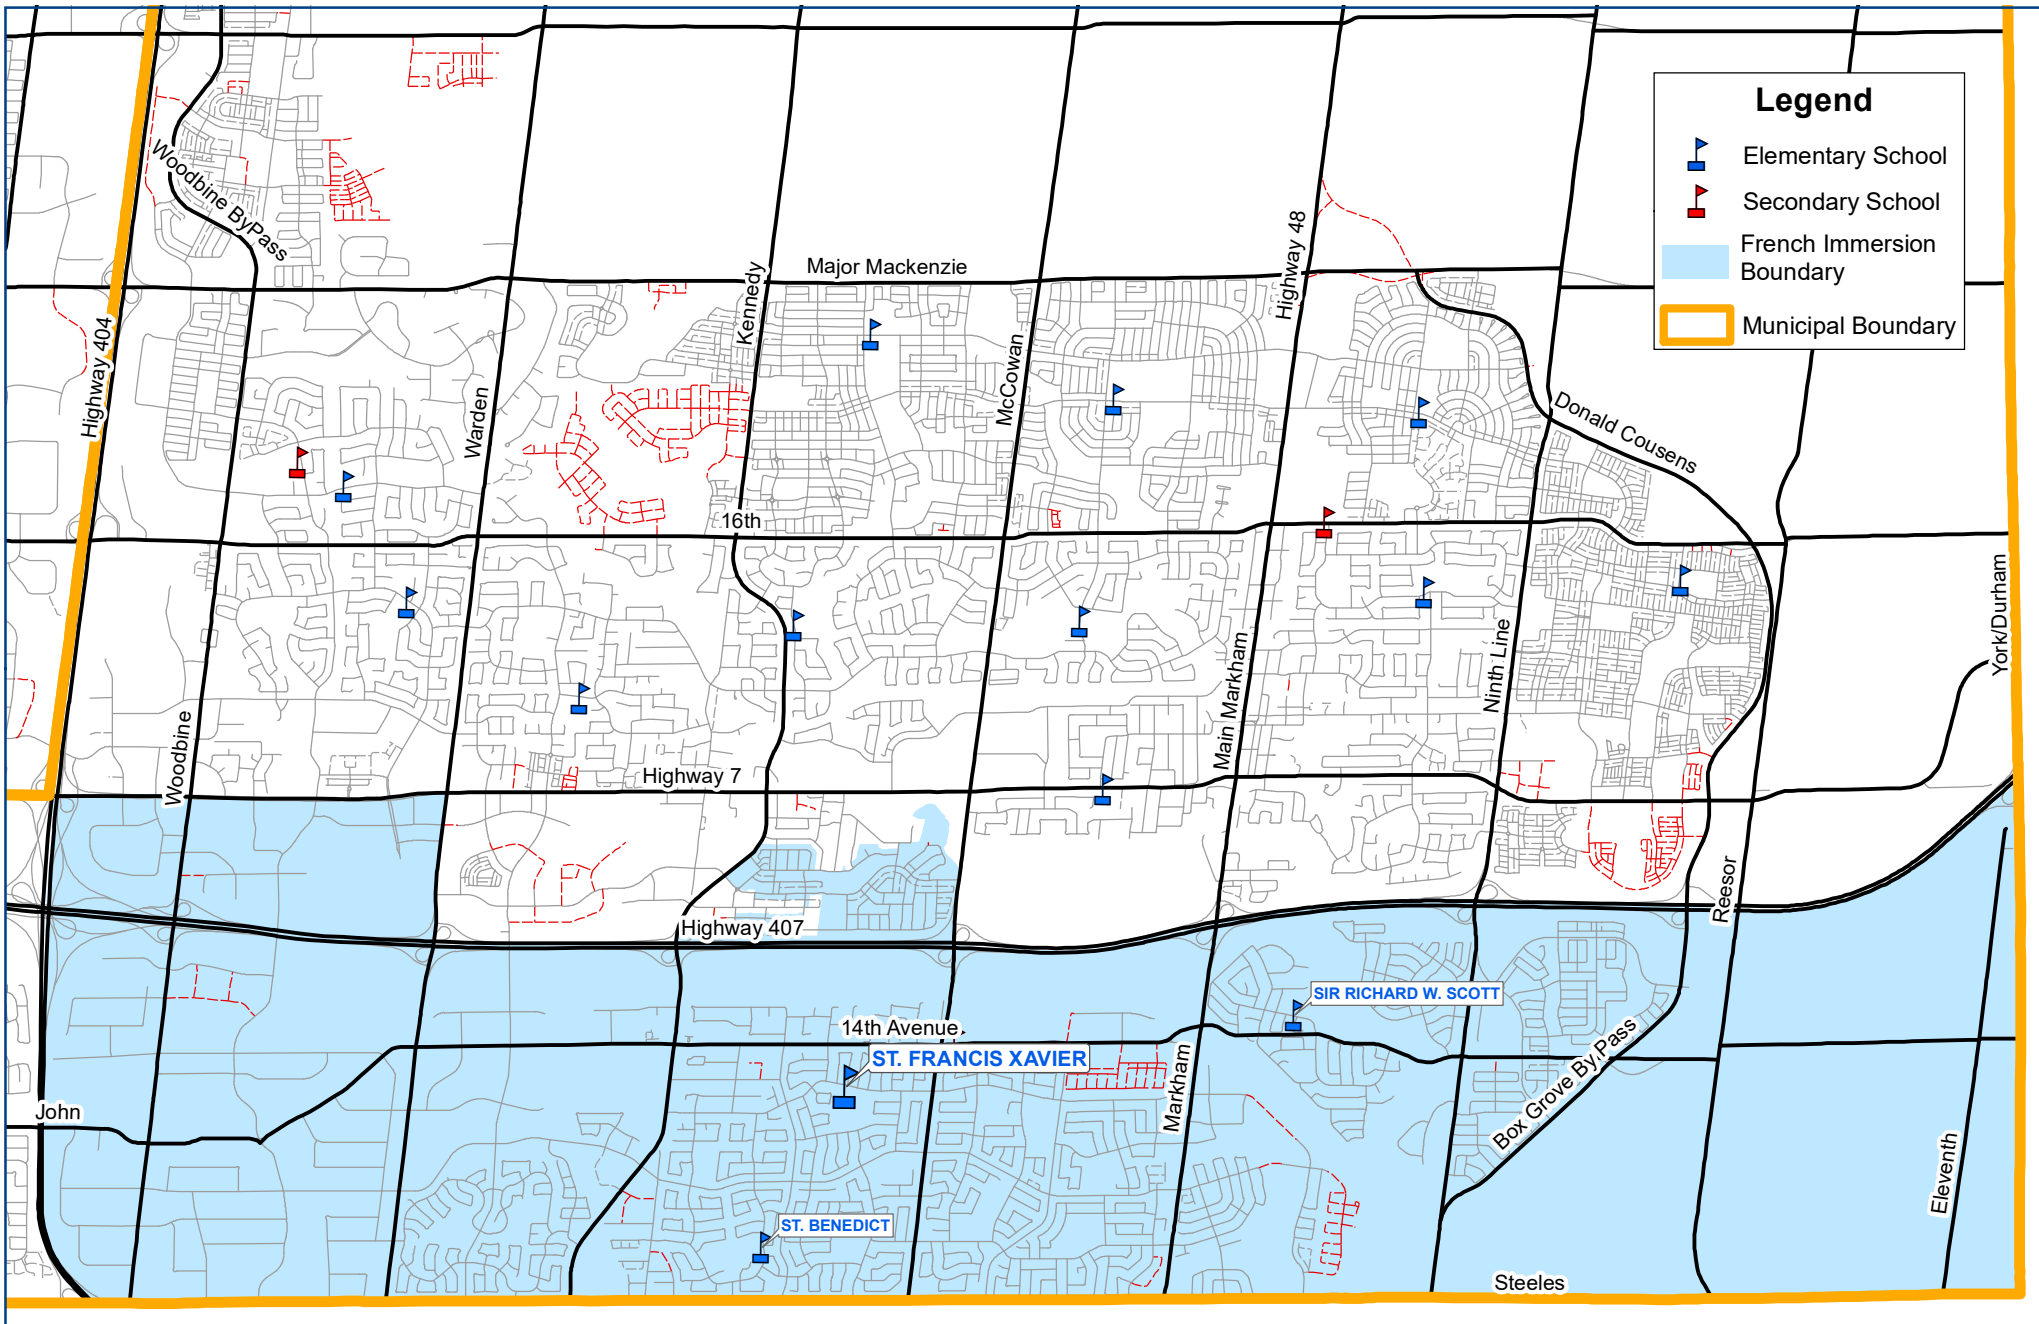 Legend
Elementary School
Secondary School
French Immersion
Boundary
Municipal Boundary
Woodbine ByPass
Major Mackenzie
Highway 48
Kennedy
Highway 404
McCowan
Warden
Donald Cousens
16th
York/Durham
Ninth Line
Main Markham
Woodbine
Highway 7
Reesor
Highway 407
SIR RICHARD W. SCOTT
14th Avenue
ST. FRANCIS XAVIER
Markham
Box Grove By Pass
John
Eleventh
ST. BENEDICT
Steeles